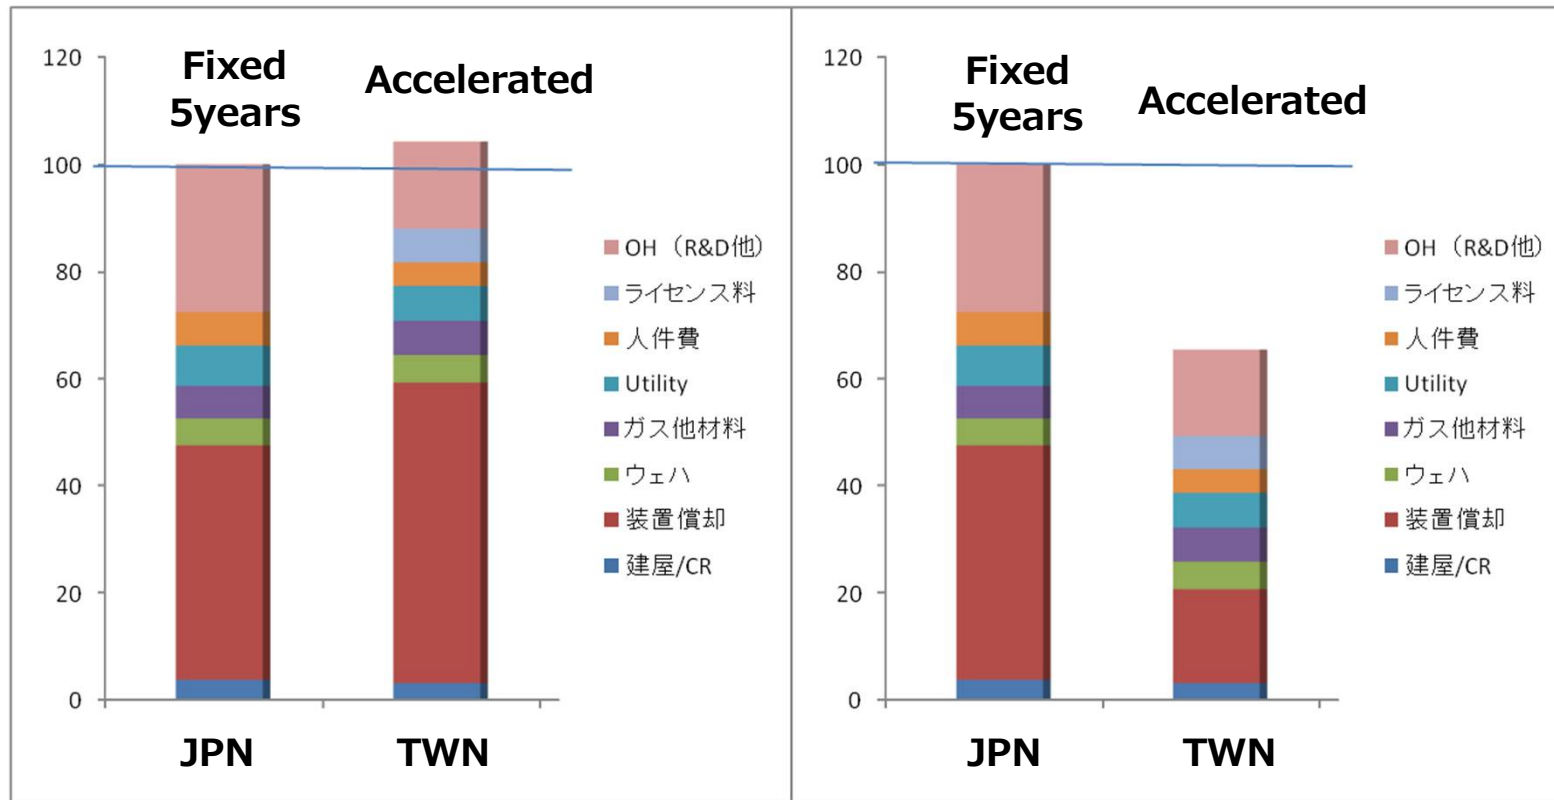 Fixed
5years
Accelerated
120
100
80
60
40
20
0
OH（R&D他）
ライセンス料
人件費
Utility
ガス他材料
ウェハ
装置償却
建屋/CR
JPN
TWN
Fixed
5years
Accelerated
120
100
80
60
40
20
0
OH（R&D他）
ライセンス料
人件費
Utility
ガス他材料
ウェハ
装置償却
建屋/CR
JPN
TWN